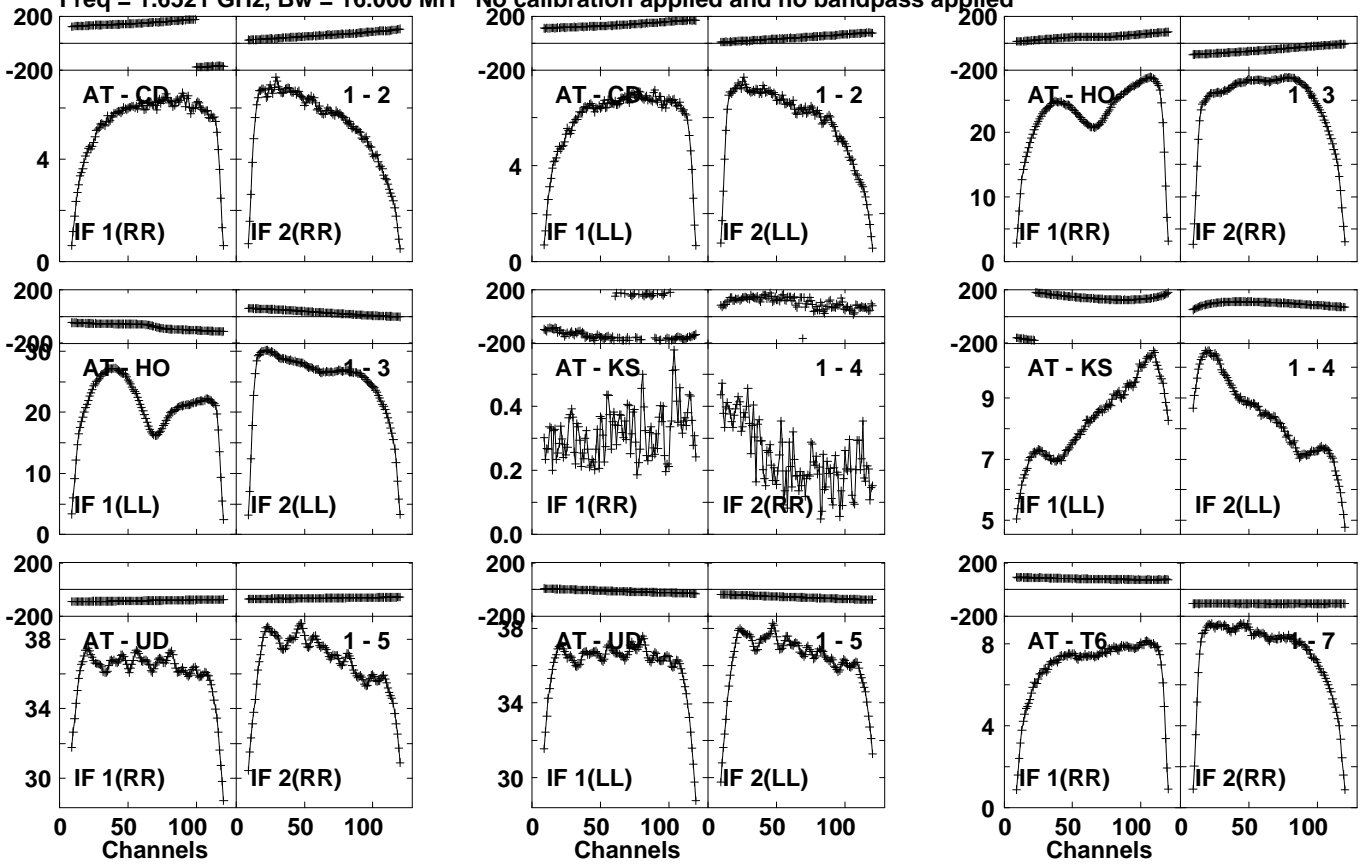 Freq = 1.6521 GHz, Bw = 16.000 MH No calibration applied and no bandpass applied
200
-200
AT - CD 1 - 2
4
0
IF 1(RR) IF 2(RR)
200
-200
AT - CD 1 - 2
4
0
IF 1(LL) IF 2(LL)
200
-200
AT - HO 1 - 3
20
10
0
IF 1(RR) IF 2(RR)
200
-200
30
AT - HO 1 - 3
20
10
0
IF 1(LL) IF 2(LL)
200
-200
AT - KS 1 - 4
0.4
0.2
0.0
IF 1(RR) IF 2(RR)
200
-200
AT - KS 1 - 4
9
7
5
IF 1(LL) IF 2(LL)
200
-200
38
AT - UD 1 - 5
34
30
IF 1(RR) IF 2(RR)
0 50 100 0 50 100
Channels
200
-200
38
AT - UD 1 - 5
34
30
IF 1(LL) IF 2(LL)
0 50 100 0 50 100
Channels
200
-200
8
AT - T6 1 - 7
4
0
IF 1(RR) IF 2(RR)
0 50 100 0 50 100
Channels